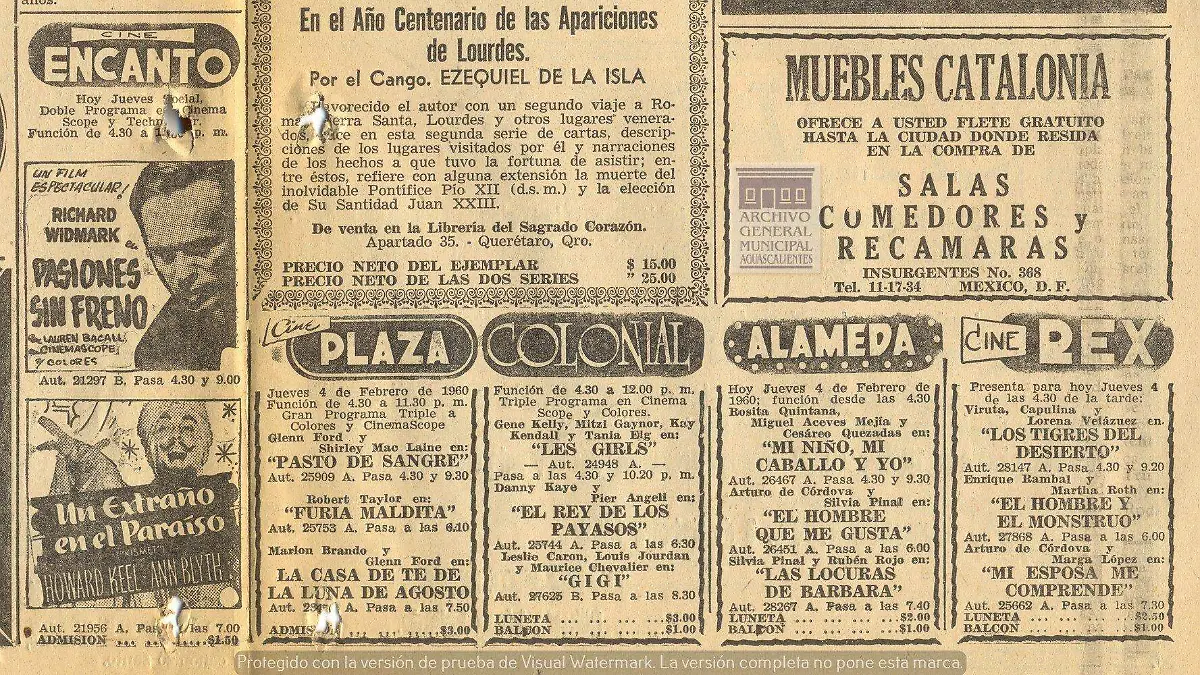 años.
CINE
ENCANTO
Hoy Jueves Social,
Doble Programa en Cinema
Scope y
Función de 4.30 a p. m.
UN FILM
ESPECTACULAR!
RICHARD
WIDMARK en
PASIONES
SIN FRENO
LAUREN BACALL
CINEMASCOPE
Y COLORES
Aut. 21297 B, Pasa 4.30 y 9.00
Un Extraño
en el Paraíso
HOWARD KEEL ANN BLYTH
Aut. 21956 A. Pasa las 7.00
ADMISION .... ........ $1.50
En el Año Centenario de las Apariciones
de Lourdes.
Por el Cango. EZEQUIEL DE LA ISLA
Favorecido el autor con un segundo viaje a Ro-
ma, Tierra Santa, Lourdes y otros lugares venera-
dos, hace en esta segunda serie de cartas, descrip-
ciones de los lugares visitados por él y narraciones
de los hechos a que tuvo la fortuna de asistir; en-
tre éstos, refiere con alguna extensión la muerte del
inolvidable Pontífice Pío XII (d.s.m.) y la elección
de Su Santidad Juan XXIII.
De venta en la Librería del Sagrado Corazón.
Apartado 35. - Querétaro, Qro.
PRECIO NETO DEL EJEMPLAR $ 15.00
PRECIO NETO DE LAS DOS SERIES " 25.00
MUEBLES CATALONIA
OFRECE A USTED FLETE GRATUITO
HASTA LA CIUDAD DONDE RESIDA
EN LA COMPRA DE
SALAS
COMEDORES y
RECAMARAS
INSURGENTES No. 368
Tel. 11-17-34 MEXICO, D. F.
ARCHIVO
GENERAL
MUNICIPAL
AGUASCALIENTES
Cine
PLAZA
Jueves 4 de Febrero de 1960
Función de 4.30 a 11.30 p. m.
Gran Programa Triple a
Colores y CinemaScope
Glenn Ford y
Shirley Mac Laine en:
"PASTO DE SANGRE"
Aut. 25909 A. Pasa 4.30 y 9.30
Robert Taylor en:
"FURIA MALDITA"
Aut. 25753 A. Pasa a las 6.10
Marlon Brando y
Glenn Ford en:
LA CASA DE TE DE
LA LUNA DE AGOSTO
Aut. A. Pasa a las 7.50
ADMIS $3.00
COLONIAL
Función de 4.30 a 12.00 p. m.
Triple Programa en Cinema
Scope y Colores.
Gene Kelly, Mitzi Gaynor, Kay
Kendall y Tania Elg en:
"LES GIRLS"
— Aut. 24948 A. —
Pasa a las 4.30 y 10.20 p. m.
Danny Kaye y
Pier Angeli en:
"EL REY DE LOS
PAYASOS"
Aut. 25744 A. Pasa a las 6:30
Leslie Caron, Louis Jourdan
y Maurice Chevalier en:
"GIGI"
Aut. 27625 B. Pasa a las 8.30
LUNETA ... ... ... ... ...$3.00
BALCON ... ... ... ... ...$1.00
ALAMEDA
Hoy Jueves 4 de Febrero de
1960; función desde las 4.30
Rosita Quintana,
Miguel Aceves Mejía y
Cesáreo Quezadas en:
"MI NIÑO, MI
CABALLO Y YO"
Aut. 26467 A. Pasa 4.30 y 9.30
Arturo de Córdova y
Silvia Pinal en:
"EL HOMBRE
QUE ME GUSTA"
Aut. 26451 A. Pasa a las 6.00
Silvia Pinal y Rubén Rojo en:
"LAS LOCURAS
DE BARBARA"
Aut. 28267 A. Pasa a las 7.40
LUNETA ... ... ... ... ...$2.00
BALCON ... ... ... ... ...$1.00
CINE REX
Presenta para hoy Jueves 4
de las 4.30 de la tarde:
Viruta, Capulina y
Lorena Velázuez en.
"LOS TIGRES DEL
DESIERTO"
Aut. 28147 A. Pasa 4.30 y 9.20
Enrique Rambal y
Martha Roth en:
"EL HOMBRE Y
EL MONSTRUO"
Aut. 27868 A. Pasa a las 6.00
Arturo de Córdova y
Marga López en:
"MI ESPOSA ME
COMPRENDE"
Aut. 25662 A. Pasa a las 7.30
LUNETA ... ... ... ... ...$2.50
BALCON ... ... ... ... ...$1.00
Protegido con la versión de prueba de Visual Watermark. La versión completa no pone esta marca.